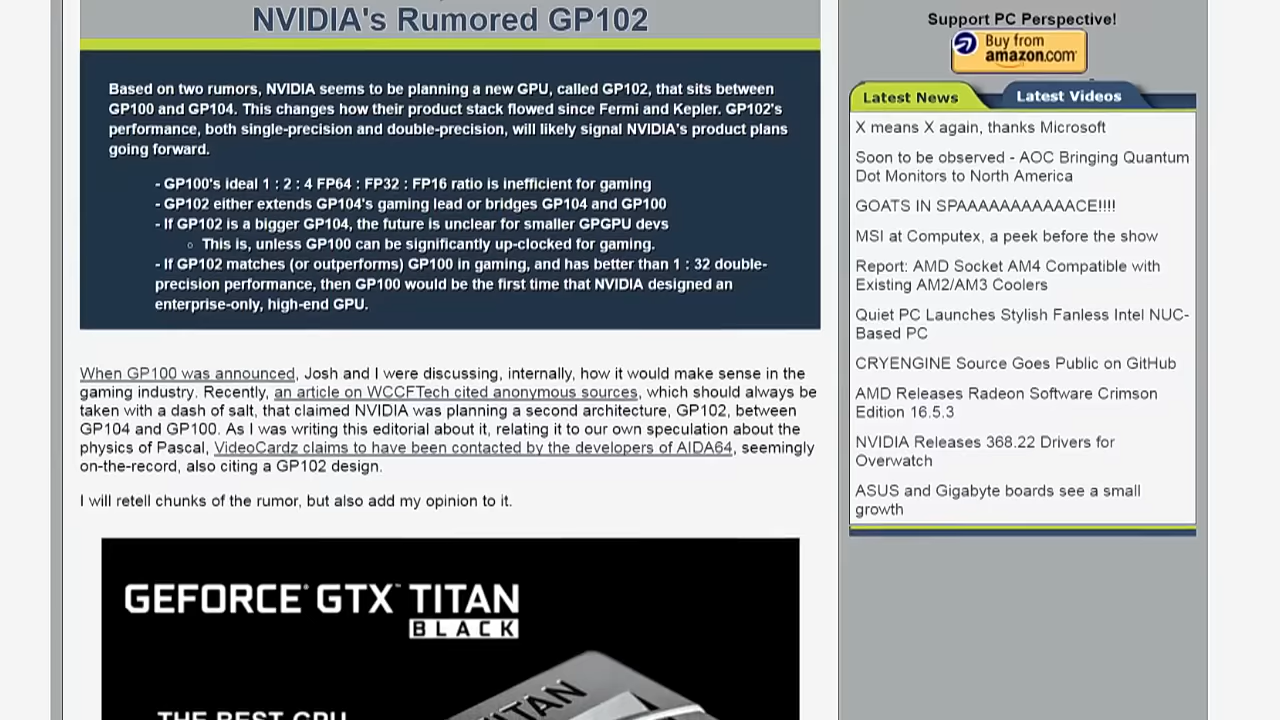 NVIDIA's Rumored GP102
Based on two rumors, NVIDIA seems to be planning a new GPU, called GP102, that sits between
GP100 and GP104. This changes how their product stack flowed since Fermi and Kepler. GP102's
performance, both single-precision and double-precision, will likely signal NVIDIA's product plans
going forward.
- GP100's ideal 1 : 2 : 4 FP64 : FP32 : FP16 ratio is inefficient for gaming
- GP102 either extends GP104's gaming lead or bridges GP104 and GP100
- If GP102 is a bigger GP104, the future is unclear for smaller GPGPU devs
◦ This is, unless GP100 can be significantly up-clocked for gaming.
- If GP102 matches (or outperforms) GP100 in gaming, and has better than 1 : 32 double-
precision performance, then GP100 would be the first time that NVIDIA designed an
enterprise-only, high-end GPU.
When GP100 was announced, Josh and I were discussing, internally, how it would make sense in the
gaming industry. Recently, an article on WCCFTech cited anonymous sources, which should always be
taken with a dash of salt, that claimed NVIDIA was planning a second architecture, GP102, between
GP104 and GP100. As I was writing this editorial about it, relating it to our own speculation about the
physics of Pascal, VideoCardz claims to have been contacted by the developers of AIDA64, seemingly
on-the-record, also citing a GP102 design.
I will retell chunks of the rumor, but also add my opinion to it.
GEFORCE® GTX™ TITAN
BLACK
THE BEST GPU
TITAN
Support PC Perspective!
Buy from
amazon.com
Latest News
Latest Videos
X means X again, thanks Microsoft
Soon to be observed - AOC Bringing Quantum
Dot Monitors to North America
GOATS IN SPAAAAAAAAAAACE!!!!
MSI at Computex, a peek before the show
Report: AMD Socket AM4 Compatible with
Existing AM2/AM3 Coolers
Quiet PC Launches Stylish Fanless Intel NUC-
Based PC
CRYENGINE Source Goes Public on GitHub
AMD Releases Radeon Software Crimson
Edition 16.5.3
NVIDIA Releases 368.22 Drivers for
Overwatch
ASUS and Gigabyte boards see a small
growth